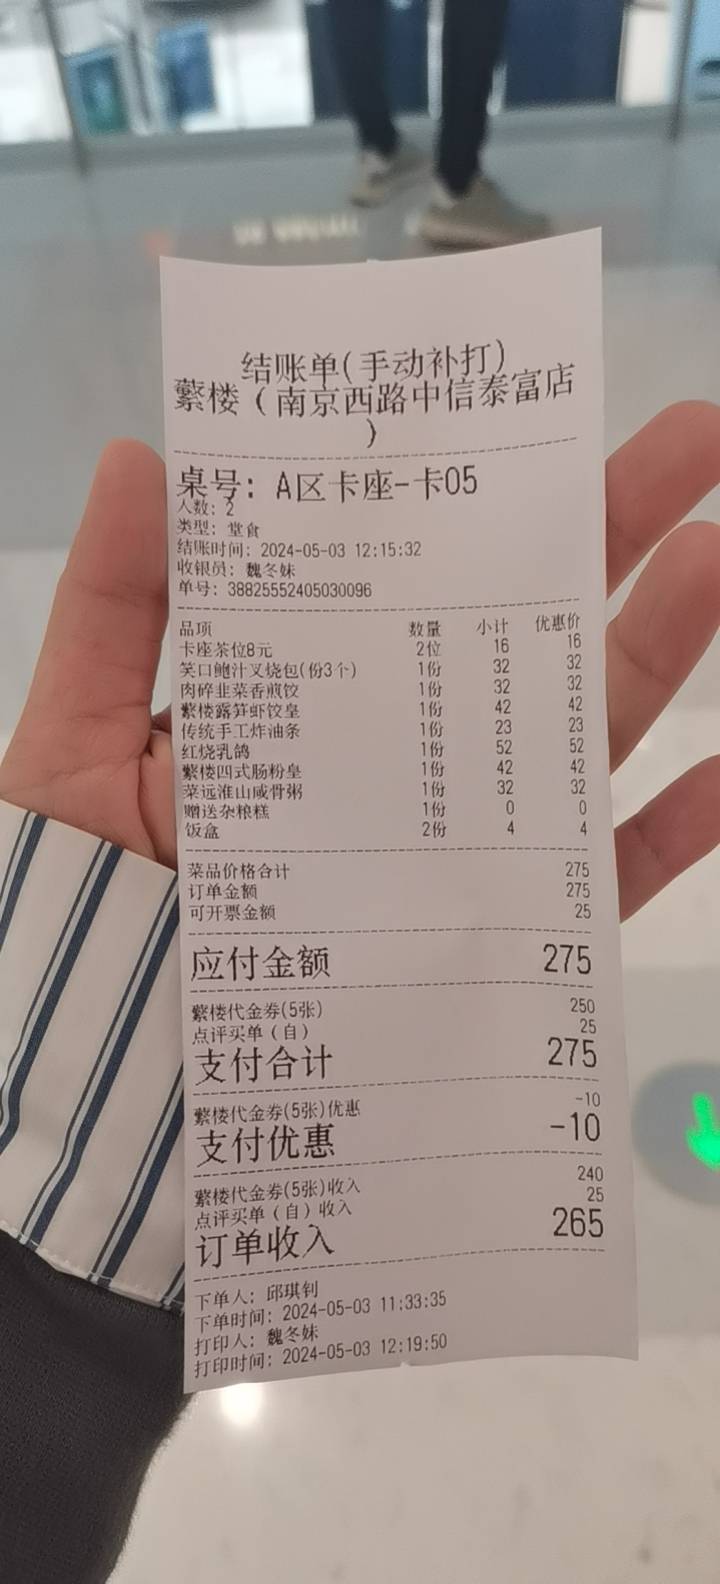 结账单(手动补打)
蘩楼（南京西路中信泰富店
）
桌号: A区卡座-卡05
人数: 2
类型: 堂食
结账时间: 2024-05-03 12:15:32
收银员: 魏冬妹
单号: 38825552405030096
品项 数量 小计 优惠价
卡座茶位8元 2位 16 16
笑口鲍汁叉烧包(份3个) 1份 32 32
肉碎韭菜香煎饺 1份 32 32
蘩楼露笋虾饺皇 1份 42 42
传统手工炸油条 1份 23 23
红烧乳鸽 1份 52 52
蘩楼四式肠粉皇 1份 42 42
菜远淮山咸骨粥 1份 32 32
赠送杂粮糕 1份 0 0
饭盒 2份 4 4
菜品价格合计 275
订单金额 275
可开票金额 25
应付金额 275
蘩楼代金券(5张) 250
点评买单（自） 25
支付合计 275
蘩楼代金券(5张)优惠 -10
支付优惠 -10
蘩楼代金券(5张)收入 240
点评买单（自）收入 25
订单收入 265
下单人: 邱琪钊
下单时间: 2024-05-03 11:33:35
打印人: 魏冬妹
打印时间: 2024-05-03 12:19:50